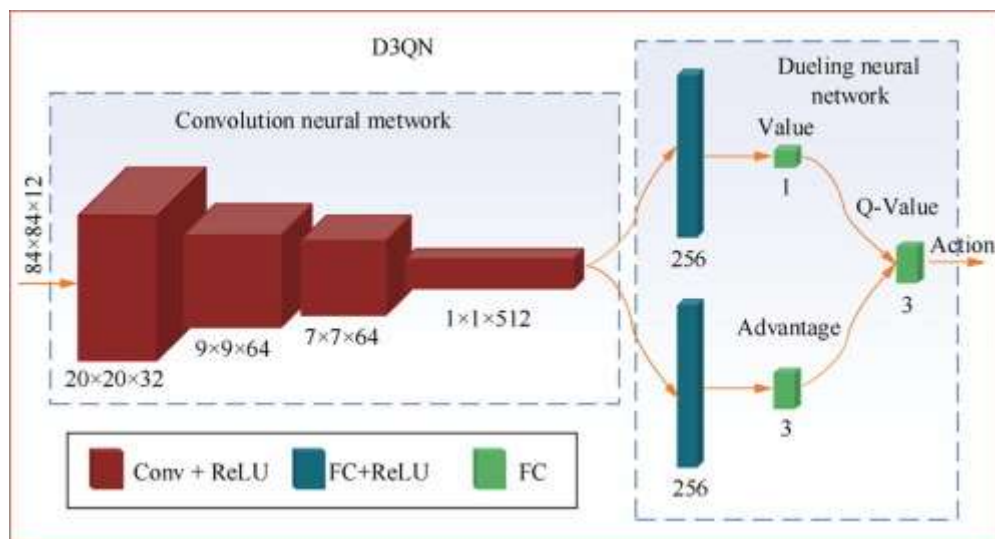 D3QN
Convolution neural metwork
84×84×12
20×20×32
9×9×64
7×7×64
1×1×512
Dueling neural
network
Value
1
256
Q-Value
Action
3
Advantage
3
256
Conv + ReLU
FC+ReLU
FC